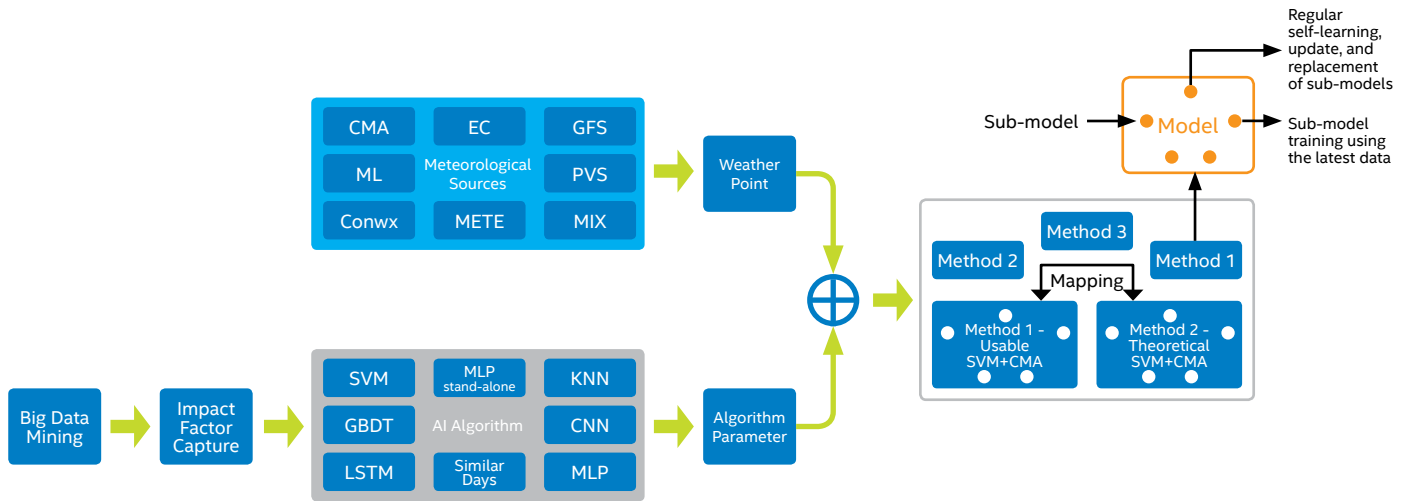 Regular
self-learning,
update, and
replacement
of sub-models
Sub-model
Model
Sub-model
training using
the latest data
CMA
EC
GFS
ML
Meteorological
Sources
PVS
Conwx
METE
MIX
Weather
Point
Method 3
Method 2
Method 1
Mapping
Method 1 -
Usable
SVM+CMA
Method 2 -
Theoretical
SVM+CMA
Big Data
Mining
Impact
Factor
Capture
SVM
MLP
stand-alone
KNN
GBDT
AI Algorithm
CNN
LSTM
Similar
Days
MLP
Algorithm
Parameter